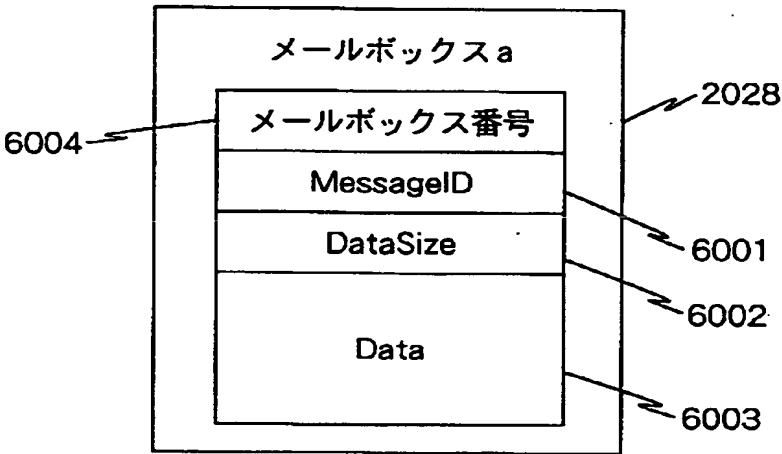 メールボックスa
2028
メールボックス番号
6004
MessageID
6001
DataSize
6002
Data
6003